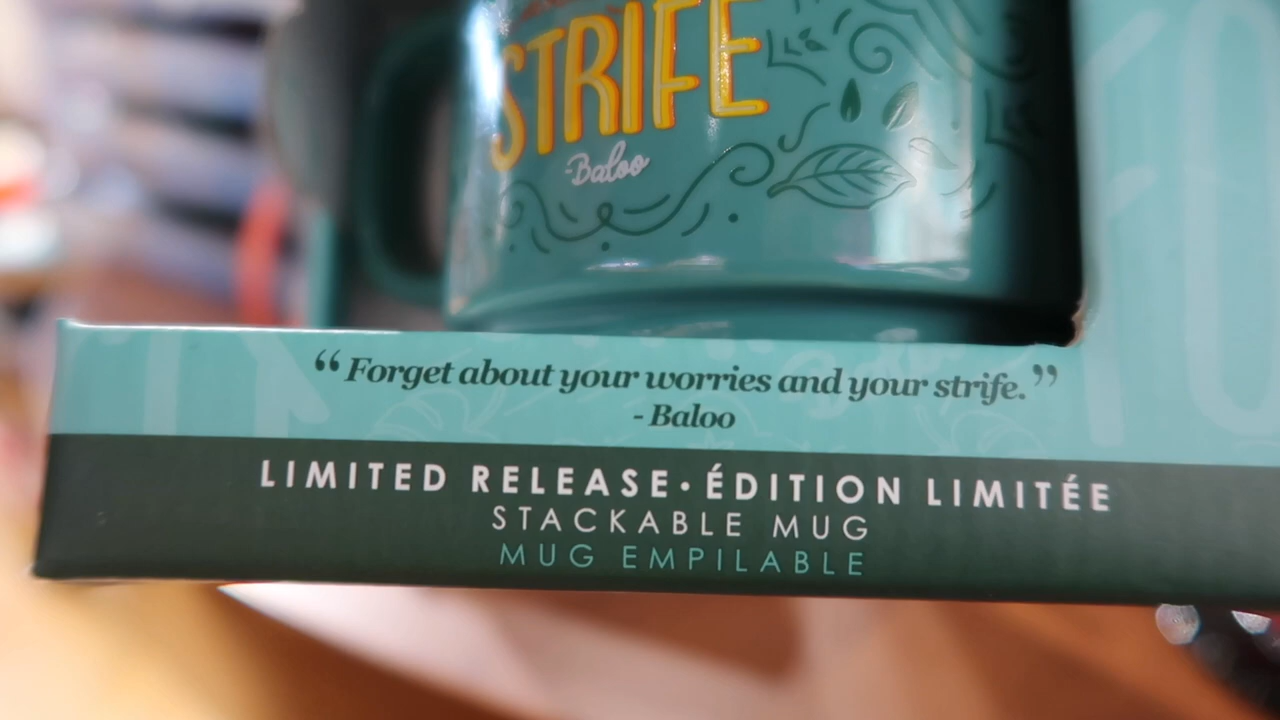 STRIFE
-Baloo
“Forget about your worries and your strife.”
- Baloo
LIMITED RELEASE • ÉDITION LIMITÉE
STACKABLE MUG
MUG EMPILABLE